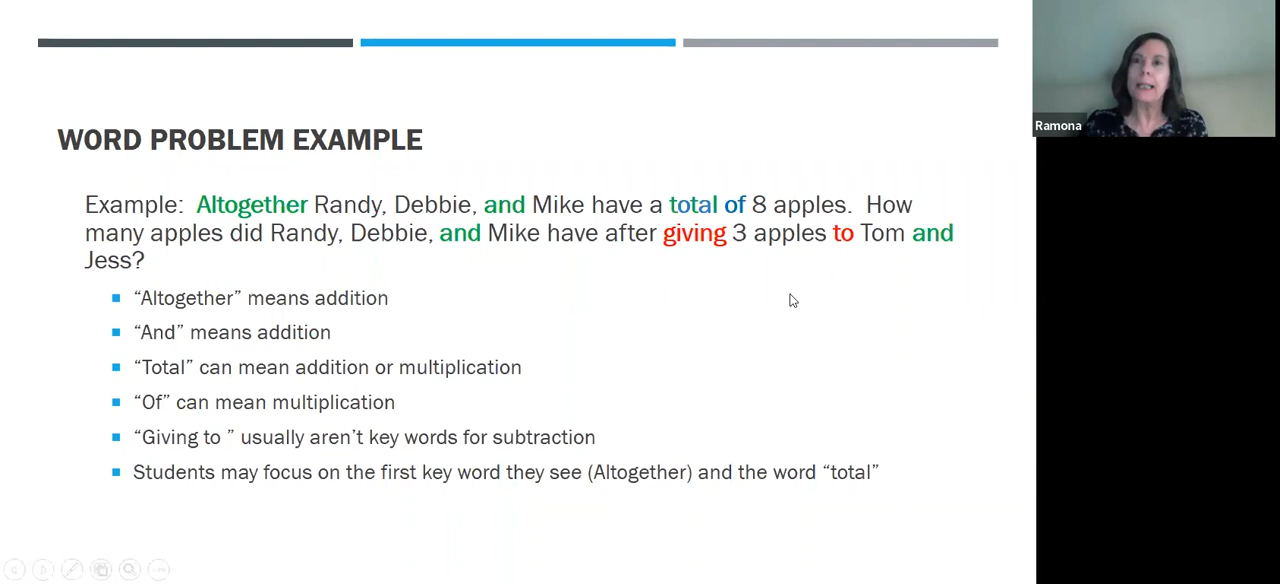 WORD PROBLEM EXAMPLE
Example:  Altogether Randy, Debbie, and Mike have a total of 8 apples.  How
many apples did Randy, Debbie, and Mike have after giving 3 apples to Tom and
Jess?
“Altogether” means addition
“And” means addition
“Total” can mean addition or multiplication
“Of” can mean multiplication
“Giving to ” usually aren’t key words for subtraction
Students may focus on the first key word they see (Altogether) and the word “total”
Ramona